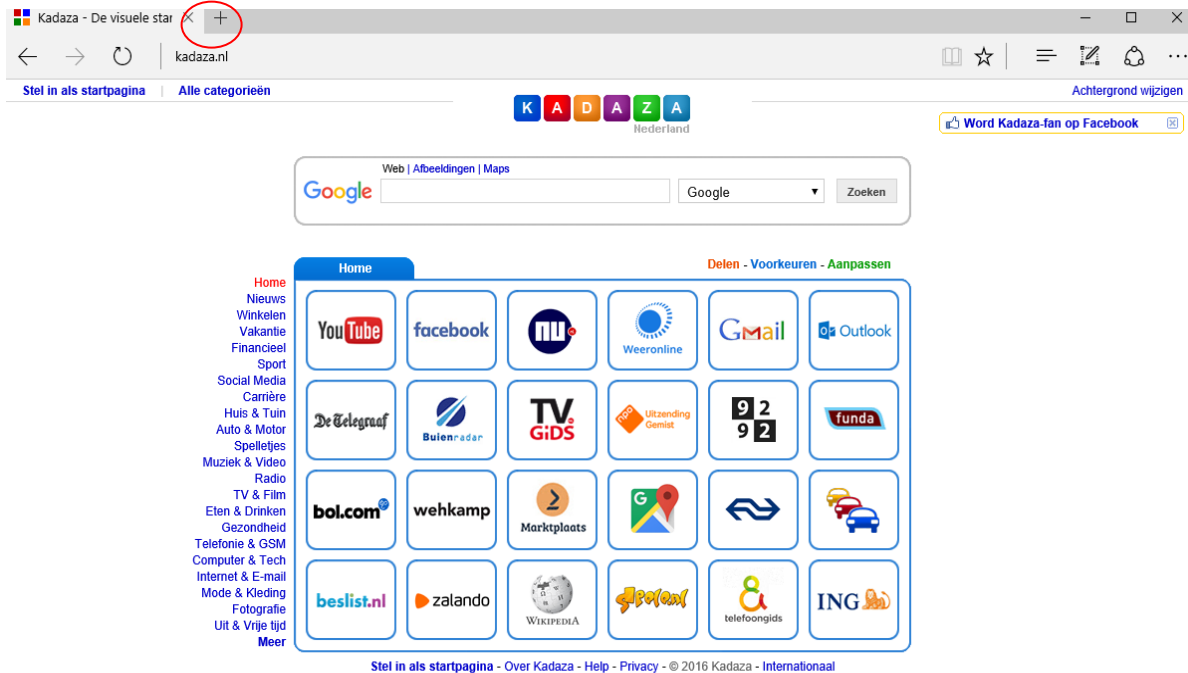 Kadaza - De visuele star
kadaza.nl
Stel in als startpagina | Alle categorieën
Achtergrond wijzigen
KADAZA
Nederland
Word Kadaza-fan op Facebook
Web | Afbeeldingen | Maps
Google
Google
Zoeken
Home
Delen - Voorkeuren - Aanpassen
Home
Nieuws
Winkelen
Vakantie
Financieel
Sport
Social Media
Carrière
Huis & Tuin
Auto & Motor
Spelletjes
Muziek & Video
Radio
TV & Film
Eten & Drinken
Gezondheid
Telefonie & GSM
Computer & Tech
Internet & E-mail
Mode & Kleding
Fotografie
Uit & Vrije tijd
Meer
YouTube
facebook
nu
Weeronline
Gmail
Outlook
De Telegraaf
Buienradar
TV
GiDS
npo
Uitzending
Gemist
92
92
funda
bol.com
wehkamp
Marktplaats
G
beslist.nl
zalando
WIKIPEDIA
telefoongids
ING
Stel in als startpagina - Over Kadaza - Help - Privacy - © 2016 Kadaza - Internationaal